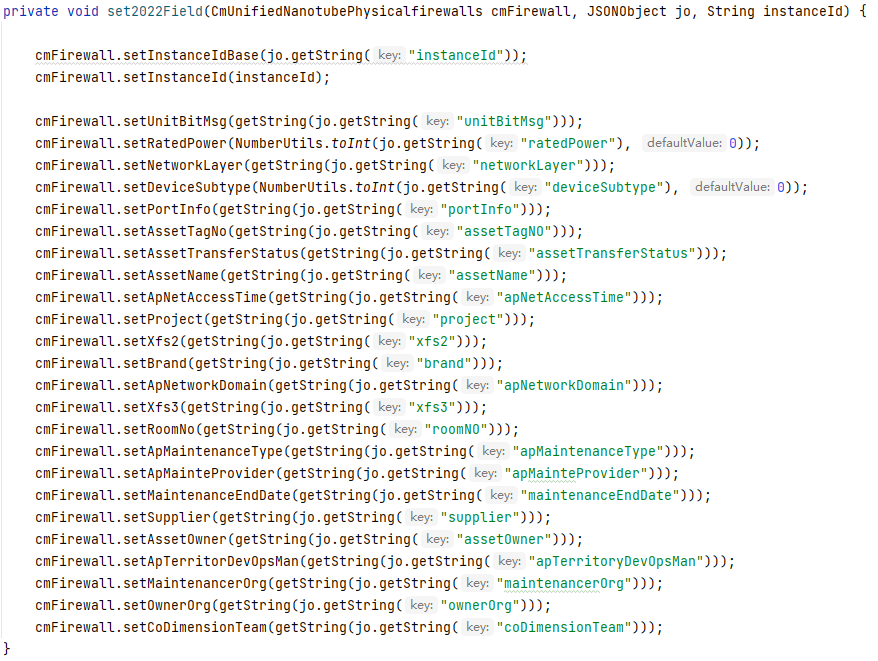 private void set2022Field(CmUnifiedNanotubePhysicalfirewalls cmFirewall, JSONObject jo, String instanceId) {
cmFirewall.setInstanceIdBase(jo.getString( key: "instanceId"));
cmFirewall.setInstanceId(instanceId);
cmFirewall.setUnitBitMsg(getString(jo.getString( key: "unitBitMsg")));
cmFirewall.setRatedPower(NumberUtils.toInt(jo.getString( key: "ratedPower"), defaultValue: 0));
cmFirewall.setNetworkLayer(getString(jo.getString( key: "networkLayer")));
cmFirewall.setDeviceSubtype(NumberUtils.toInt(jo.getString( key: "deviceSubtype"), defaultValue: 0));
cmFirewall.setPortInfo(getString(jo.getString( key: "portInfo")));
cmFirewall.setAssetTagNo(getString(jo.getString( key: "assetTagNO")));
cmFirewall.setAssetTransferStatus(getString(jo.getString( key: "assetTransferStatus")));
cmFirewall.setAssetName(getString(jo.getString( key: "assetName")));
cmFirewall.setApNetAccessTime(getString(jo.getString( key: "apNetAccessTime")));
cmFirewall.setProject(getString(jo.getString( key: "project")));
cmFirewall.setXfs2(getString(jo.getString( key: "xfs2")));
cmFirewall.setBrand(getString(jo.getString( key: "brand")));
cmFirewall.setApNetworkDomain(getString(jo.getString( key: "apNetworkDomain")));
cmFirewall.setXfs3(getString(jo.getString( key: "xfs3")));
cmFirewall.setRoomNo(getString(jo.getString( key: "roomNO")));
cmFirewall.setApMaintenanceType(getString(jo.getString( key: "apMaintenanceType")));
cmFirewall.setApMainteProvider(getString(jo.getString( key: "apMainteProvider")));
cmFirewall.setMaintenanceEndDate(getString(jo.getString( key: "maintenanceEndDate")));
cmFirewall.setSupplier(getString(jo.getString( key: "supplier")));
cmFirewall.setAssetOwner(getString(jo.getString( key: "assetOwner")));
cmFirewall.setApTerritorDevOpsMan(getString(jo.getString( key: "apTerritoryDevOpsMan")));
cmFirewall.setMaintenancerOrg(getString(jo.getString( key: "maintenancerOrg")));
cmFirewall.setOwnerOrg(getString(jo.getString( key: "ownerOrg")));
cmFirewall.setCoDimensionTeam(getString(jo.getString( key: "coDimensionTeam")));
}